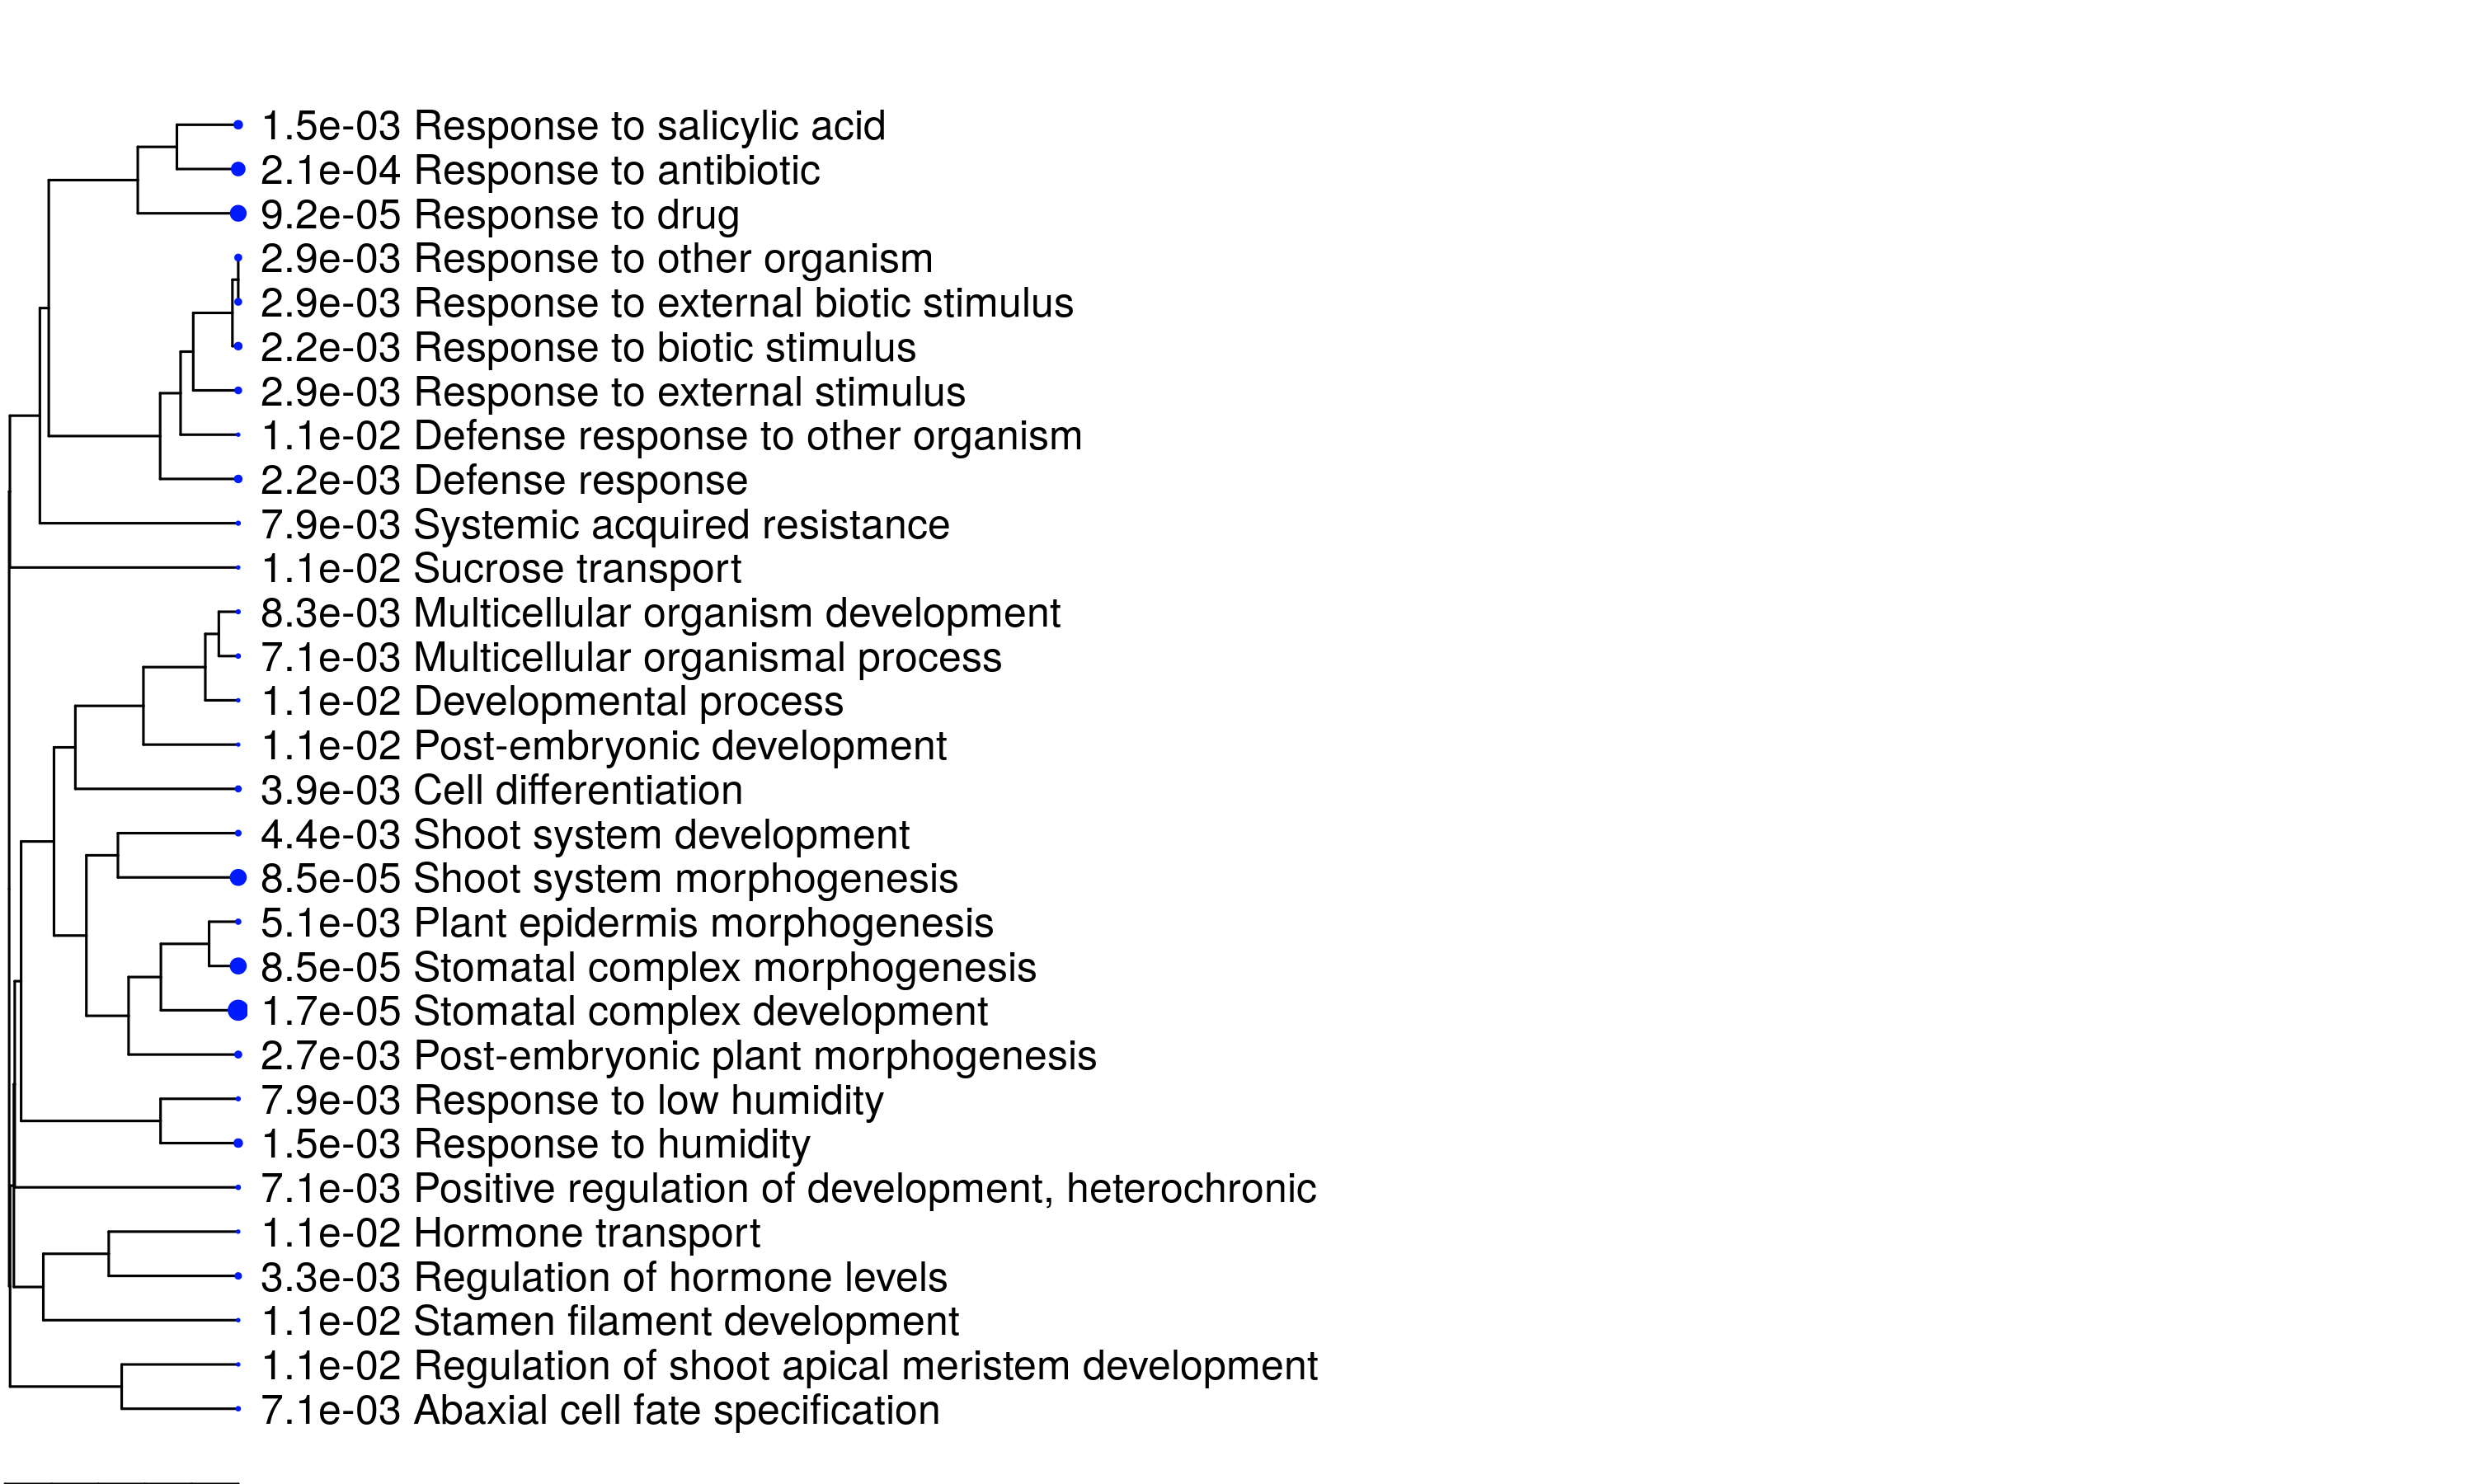 1.5e-03 Response to salicylic acid
2.1e-04 Response to antibiotic
9.2e-05 Response to drug
2.9e-03 Response to other organism
2.9e-03 Response to external biotic stimulus
2.2e-03 Response to biotic stimulus
2.9e-03 Response to external stimulus
1.1e-02 Defense response to other organism
2.2e-03 Defense response
7.9e-03 Systemic acquired resistance
1.1e-02 Sucrose transport
8.3e-03 Multicellular organism development
7.1e-03 Multicellular organismal process
1.1e-02 Developmental process
1.1e-02 Post-embryonic development
3.9e-03 Cell differentiation
4.4e-03 Shoot system development
8.5e-05 Shoot system morphogenesis
5.1e-03 Plant epidermis morphogenesis
8.5e-05 Stomatal complex morphogenesis
1.7e-05 Stomatal complex development
2.7e-03 Post-embryonic plant morphogenesis
7.9e-03 Response to low humidity
1.5e-03 Response to humidity
7.1e-03 Positive regulation of development, heterochronic
1.1e-02 Hormone transport
3.3e-03 Regulation of hormone levels
1.1e-02 Stamen filament development
1.1e-02 Regulation of shoot apical meristem development
7.1e-03 Abaxial cell fate specification